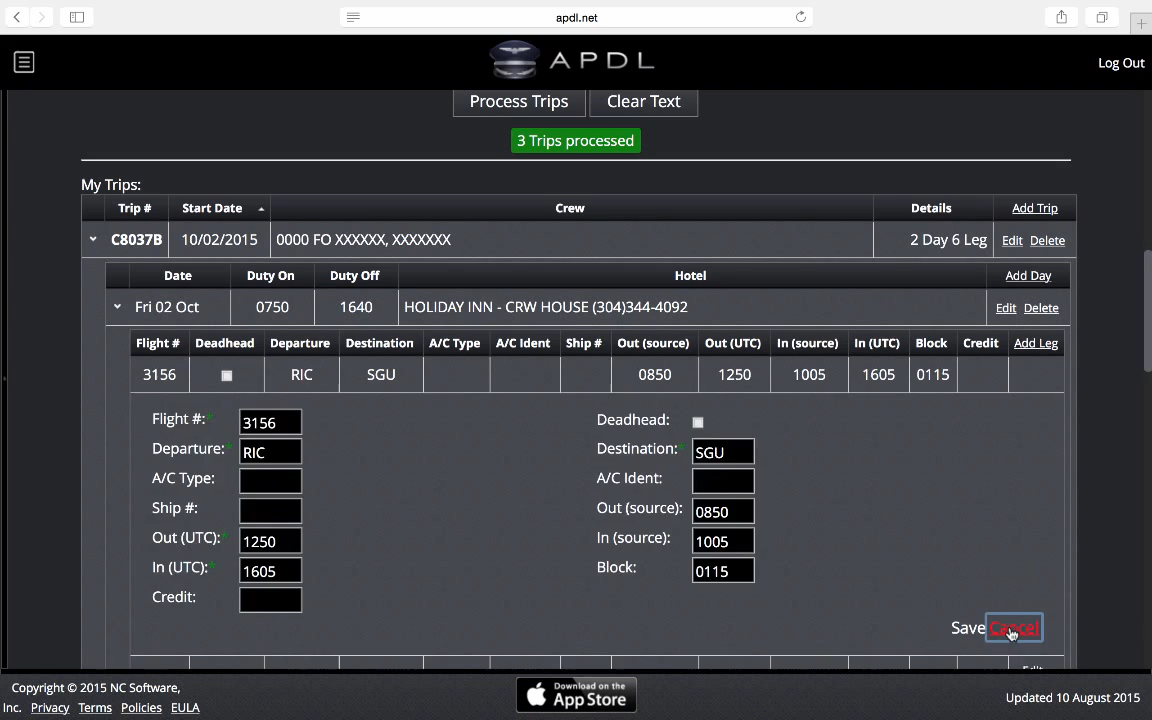 apdl.net
APDL
Log Out
Process Trips Clear Text
3 Trips processed
My Trips:
Trip # Start Date Crew Details Add Trip
C8037B 10/02/2015 0000 FO XXXXXX, XXXXXXX 2 Day 6 Leg Edit Delete
Date Duty On Duty Off Hotel Add Day
Fri 02 Oct 0750 1640 HOLIDAY INN - CRW HOUSE (304)344-4092 Edit Delete
Flight # Deadhead Departure Destination A/C Type A/C Ident Ship # Out (source) Out (UTC) In (source) In (UTC) Block Credit Add Leg
3156 RIC SGU 0850 1250 1005 1605 0115
Flight #:* 3156 Deadhead:
Departure:* RIC Destination:* SGU
A/C Type: A/C Ident:
Ship #: Out (source): 0850
Out (UTC):* 1250 In (source): 1005
In (UTC):* 1605 Block: 0115
Credit:
Save Cancel
Copyright © 2015 NC Software,
Inc. Privacy Terms Policies EULA
Download on the
App Store
Updated 10 August 2015